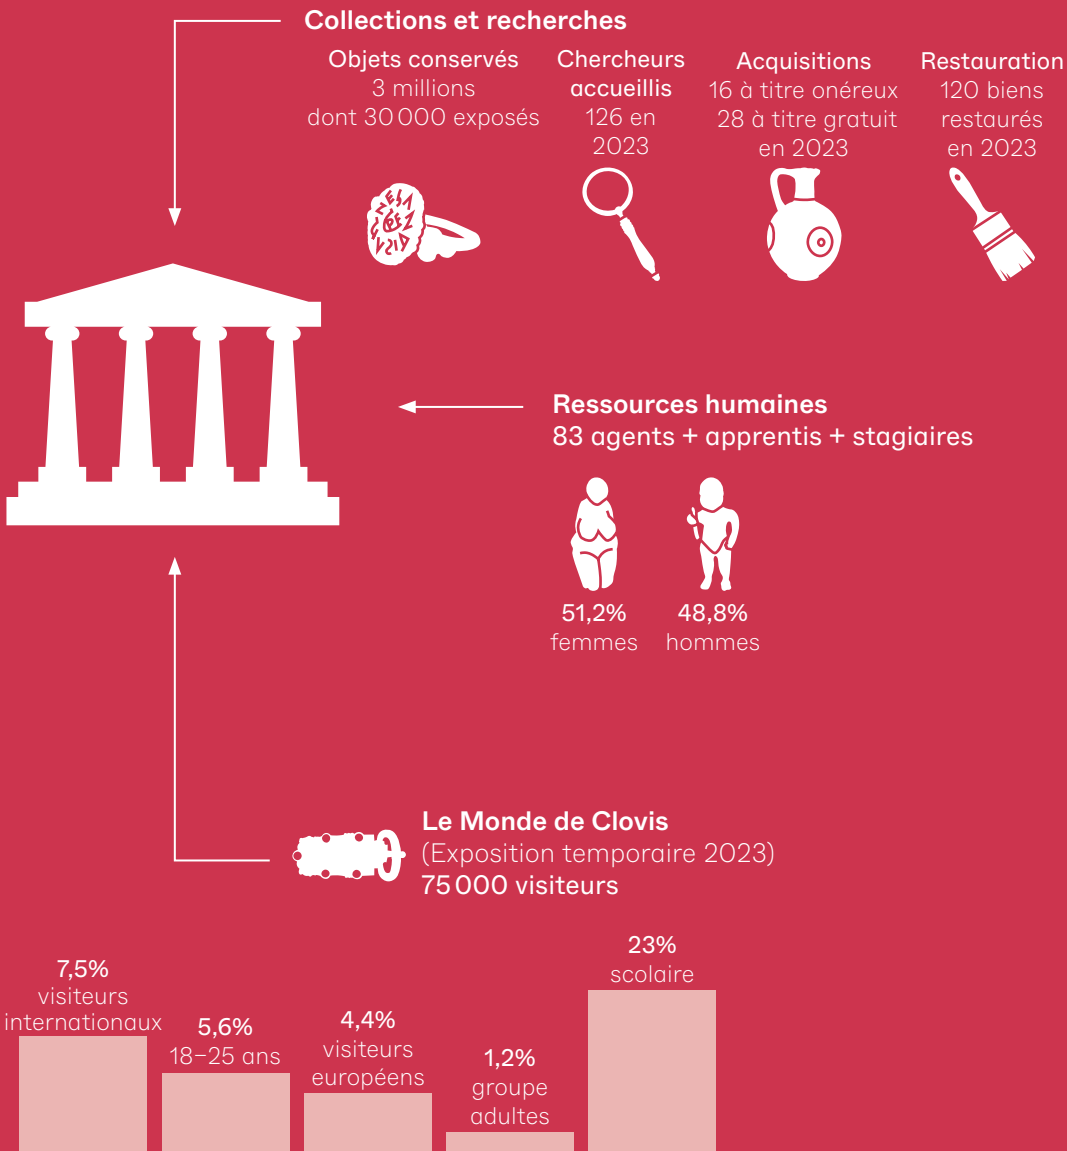 Collections et recherches
Objets conservés
3 millions
dont 30 000 exposés
Chercheurs
accueillis
126 en
2023
Acquisitions
16 à titre onéreux
28 à titre gratuit
en 2023
Restauration
120 biens
restaurés
en 2023
Ressources humaines
83 agents + apprentis + stagiaires
51,2%
femmes
48,8%
hommes
Le Monde de Clovis
(Exposition temporaire 2023)
75 000 visiteurs
7,5%
visiteurs
internationaux
5,6%
18–25 ans
4,4%
visiteurs
européens
1,2%
groupe
adultes
23%
scolaire